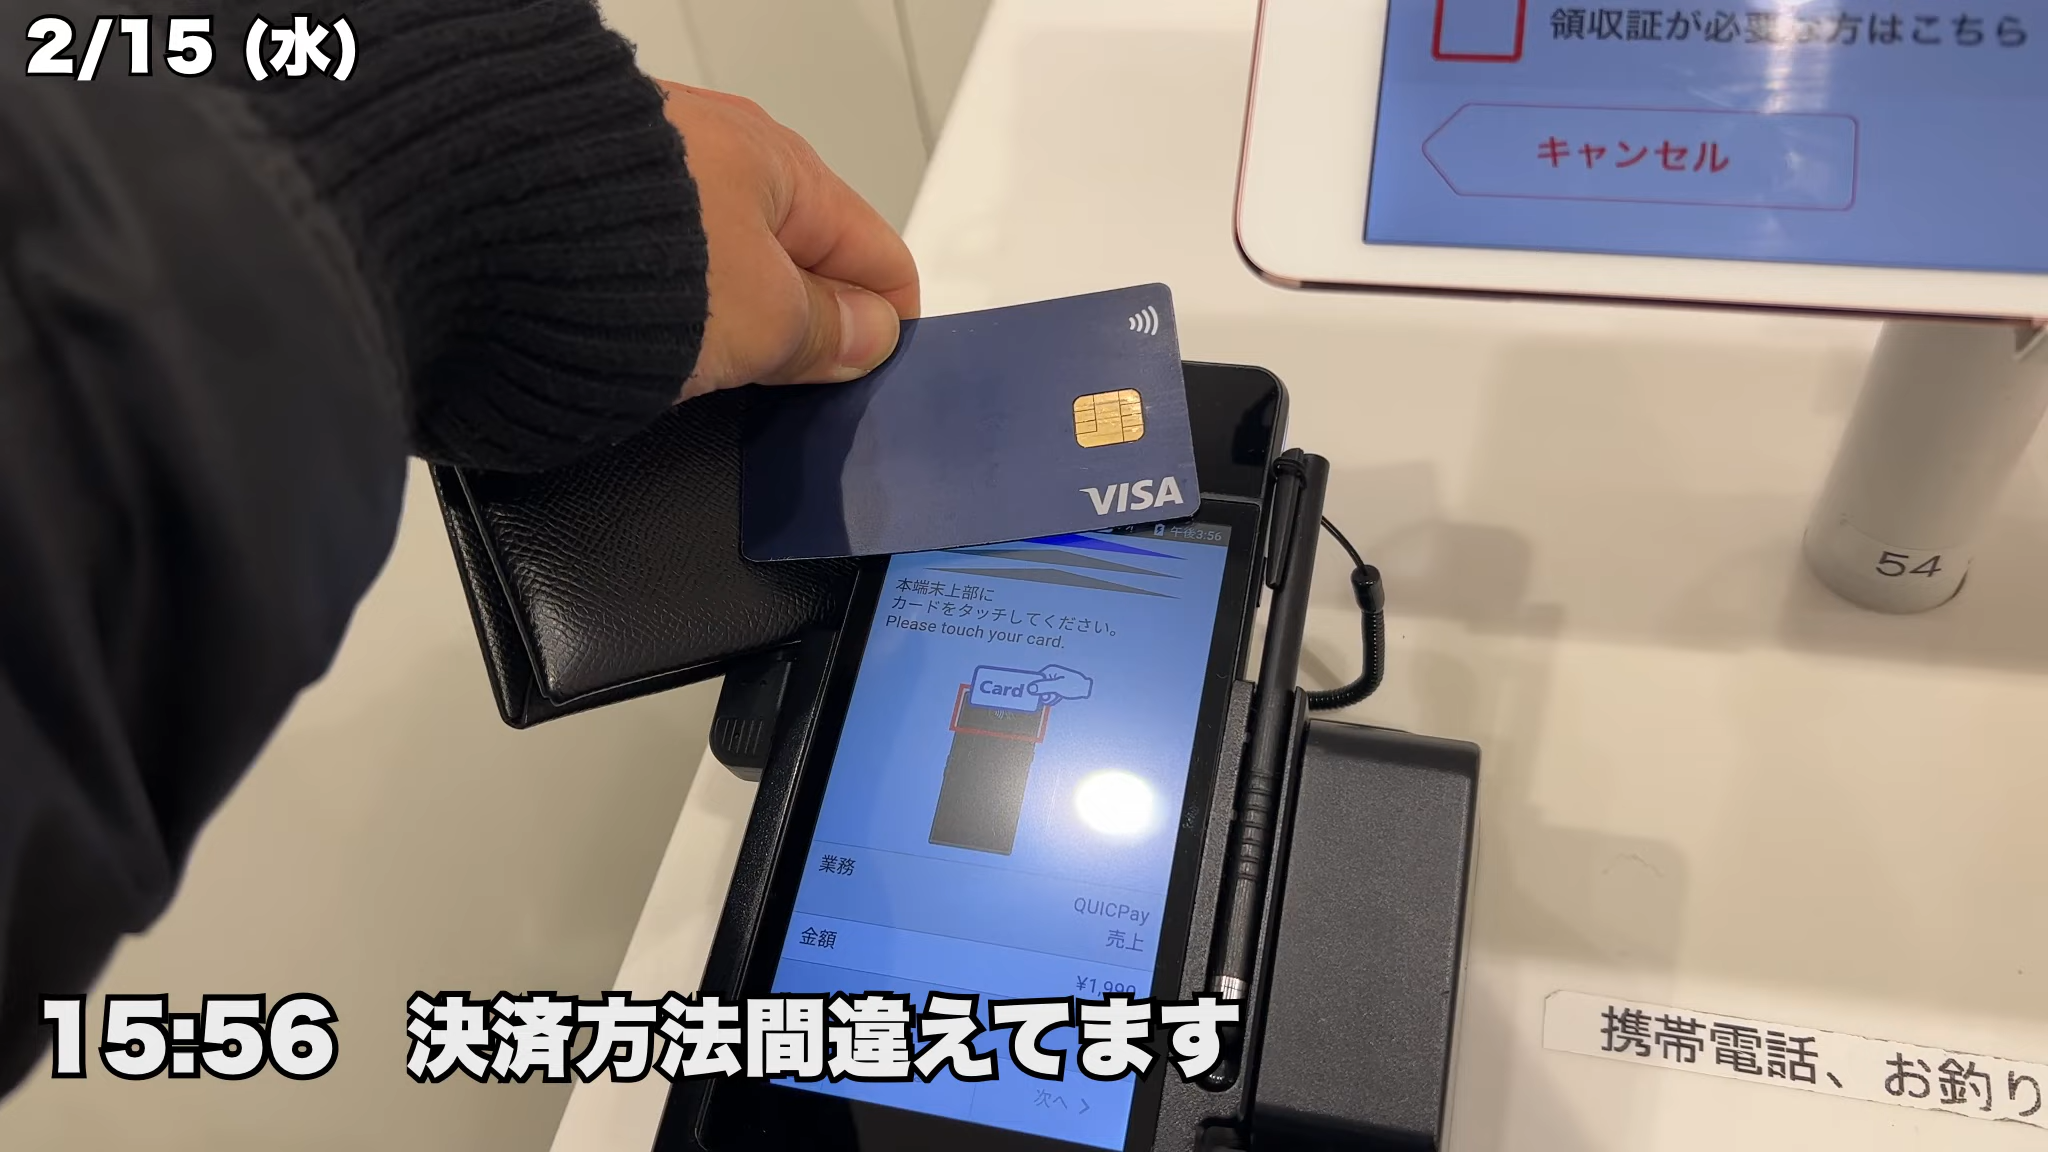 2/15 (水)
領収証が必要な方はこちら
キャンセル
VISA
54
午後3:56
本端末上部に
カードをタッチしてください。
Please touch your card.
Card
業務
QUICPay
売上
金額
¥1,990
15:56 決済方法間違えてます
次へ
携帯電話、お釣り